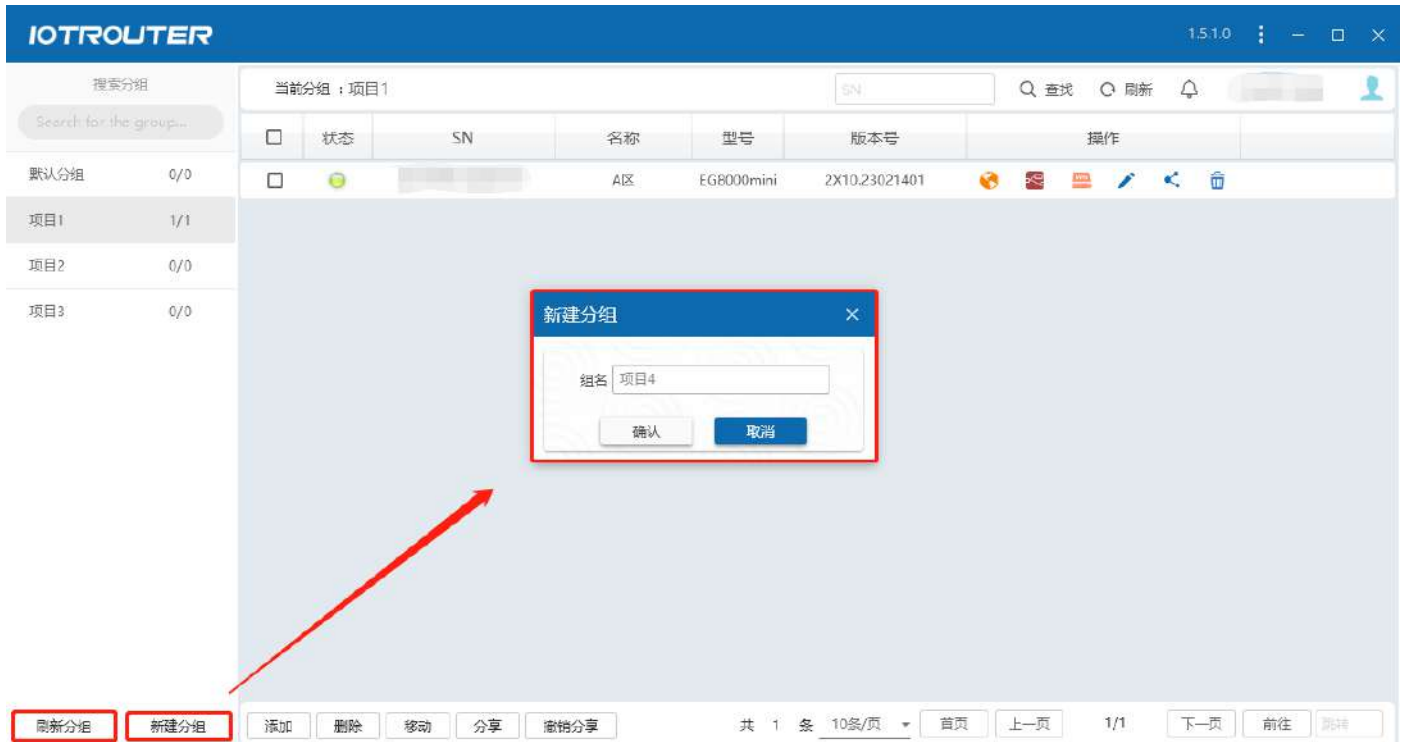 IOTROUTER
1.5.1.0
搜索分组
Search for the group...
默认分组 0/0
项目1 1/1
项目2 0/0
项目3 0/0
刷新分组 新建分组
当前分组 : 项目1 SN 查找 刷新
状态 SN 名称 型号 版本号 操作
A区 EG8000mini 2X10.23021401
新建分组
组名 项目4
确认 取消
添加 删除 移动 分享 撤销分享 共 1 条 10条/页 首页 上一页 1/1 下一页 前往 跳转